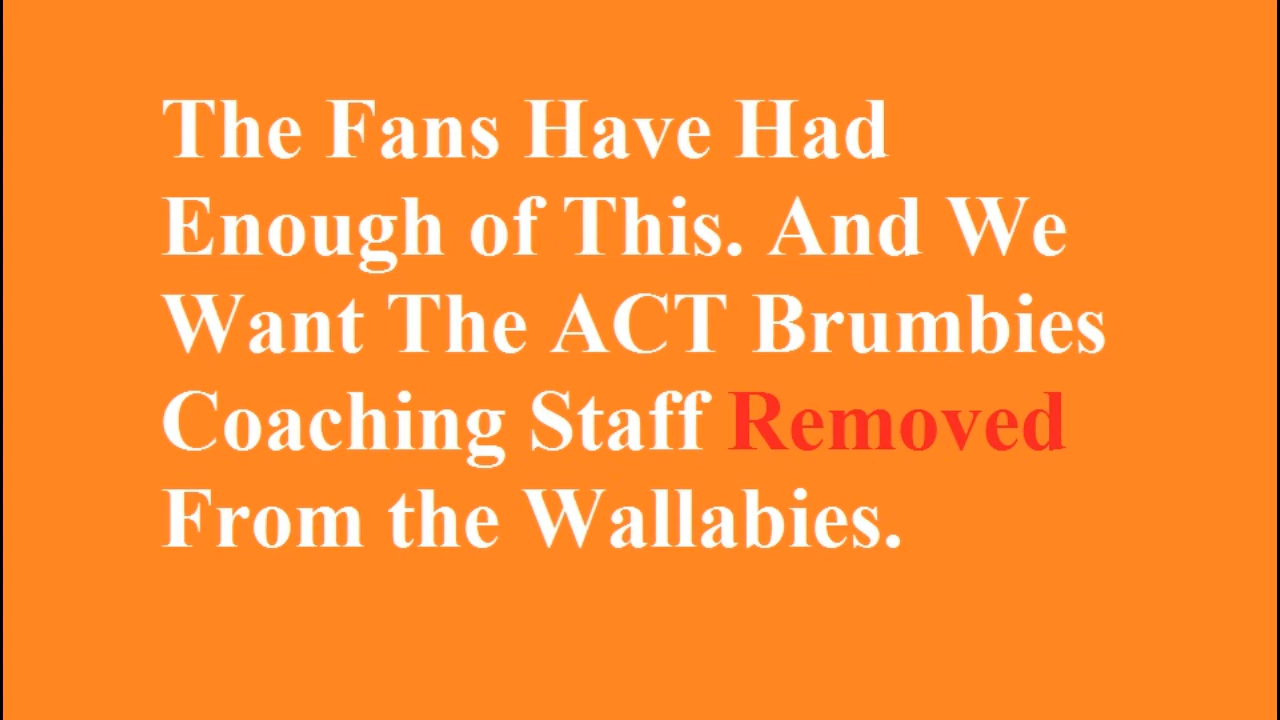 The Fans Have Had
Enough of This. And We
Want The ACT Brumbies
Coaching Staff Removed
From the Wallabies.